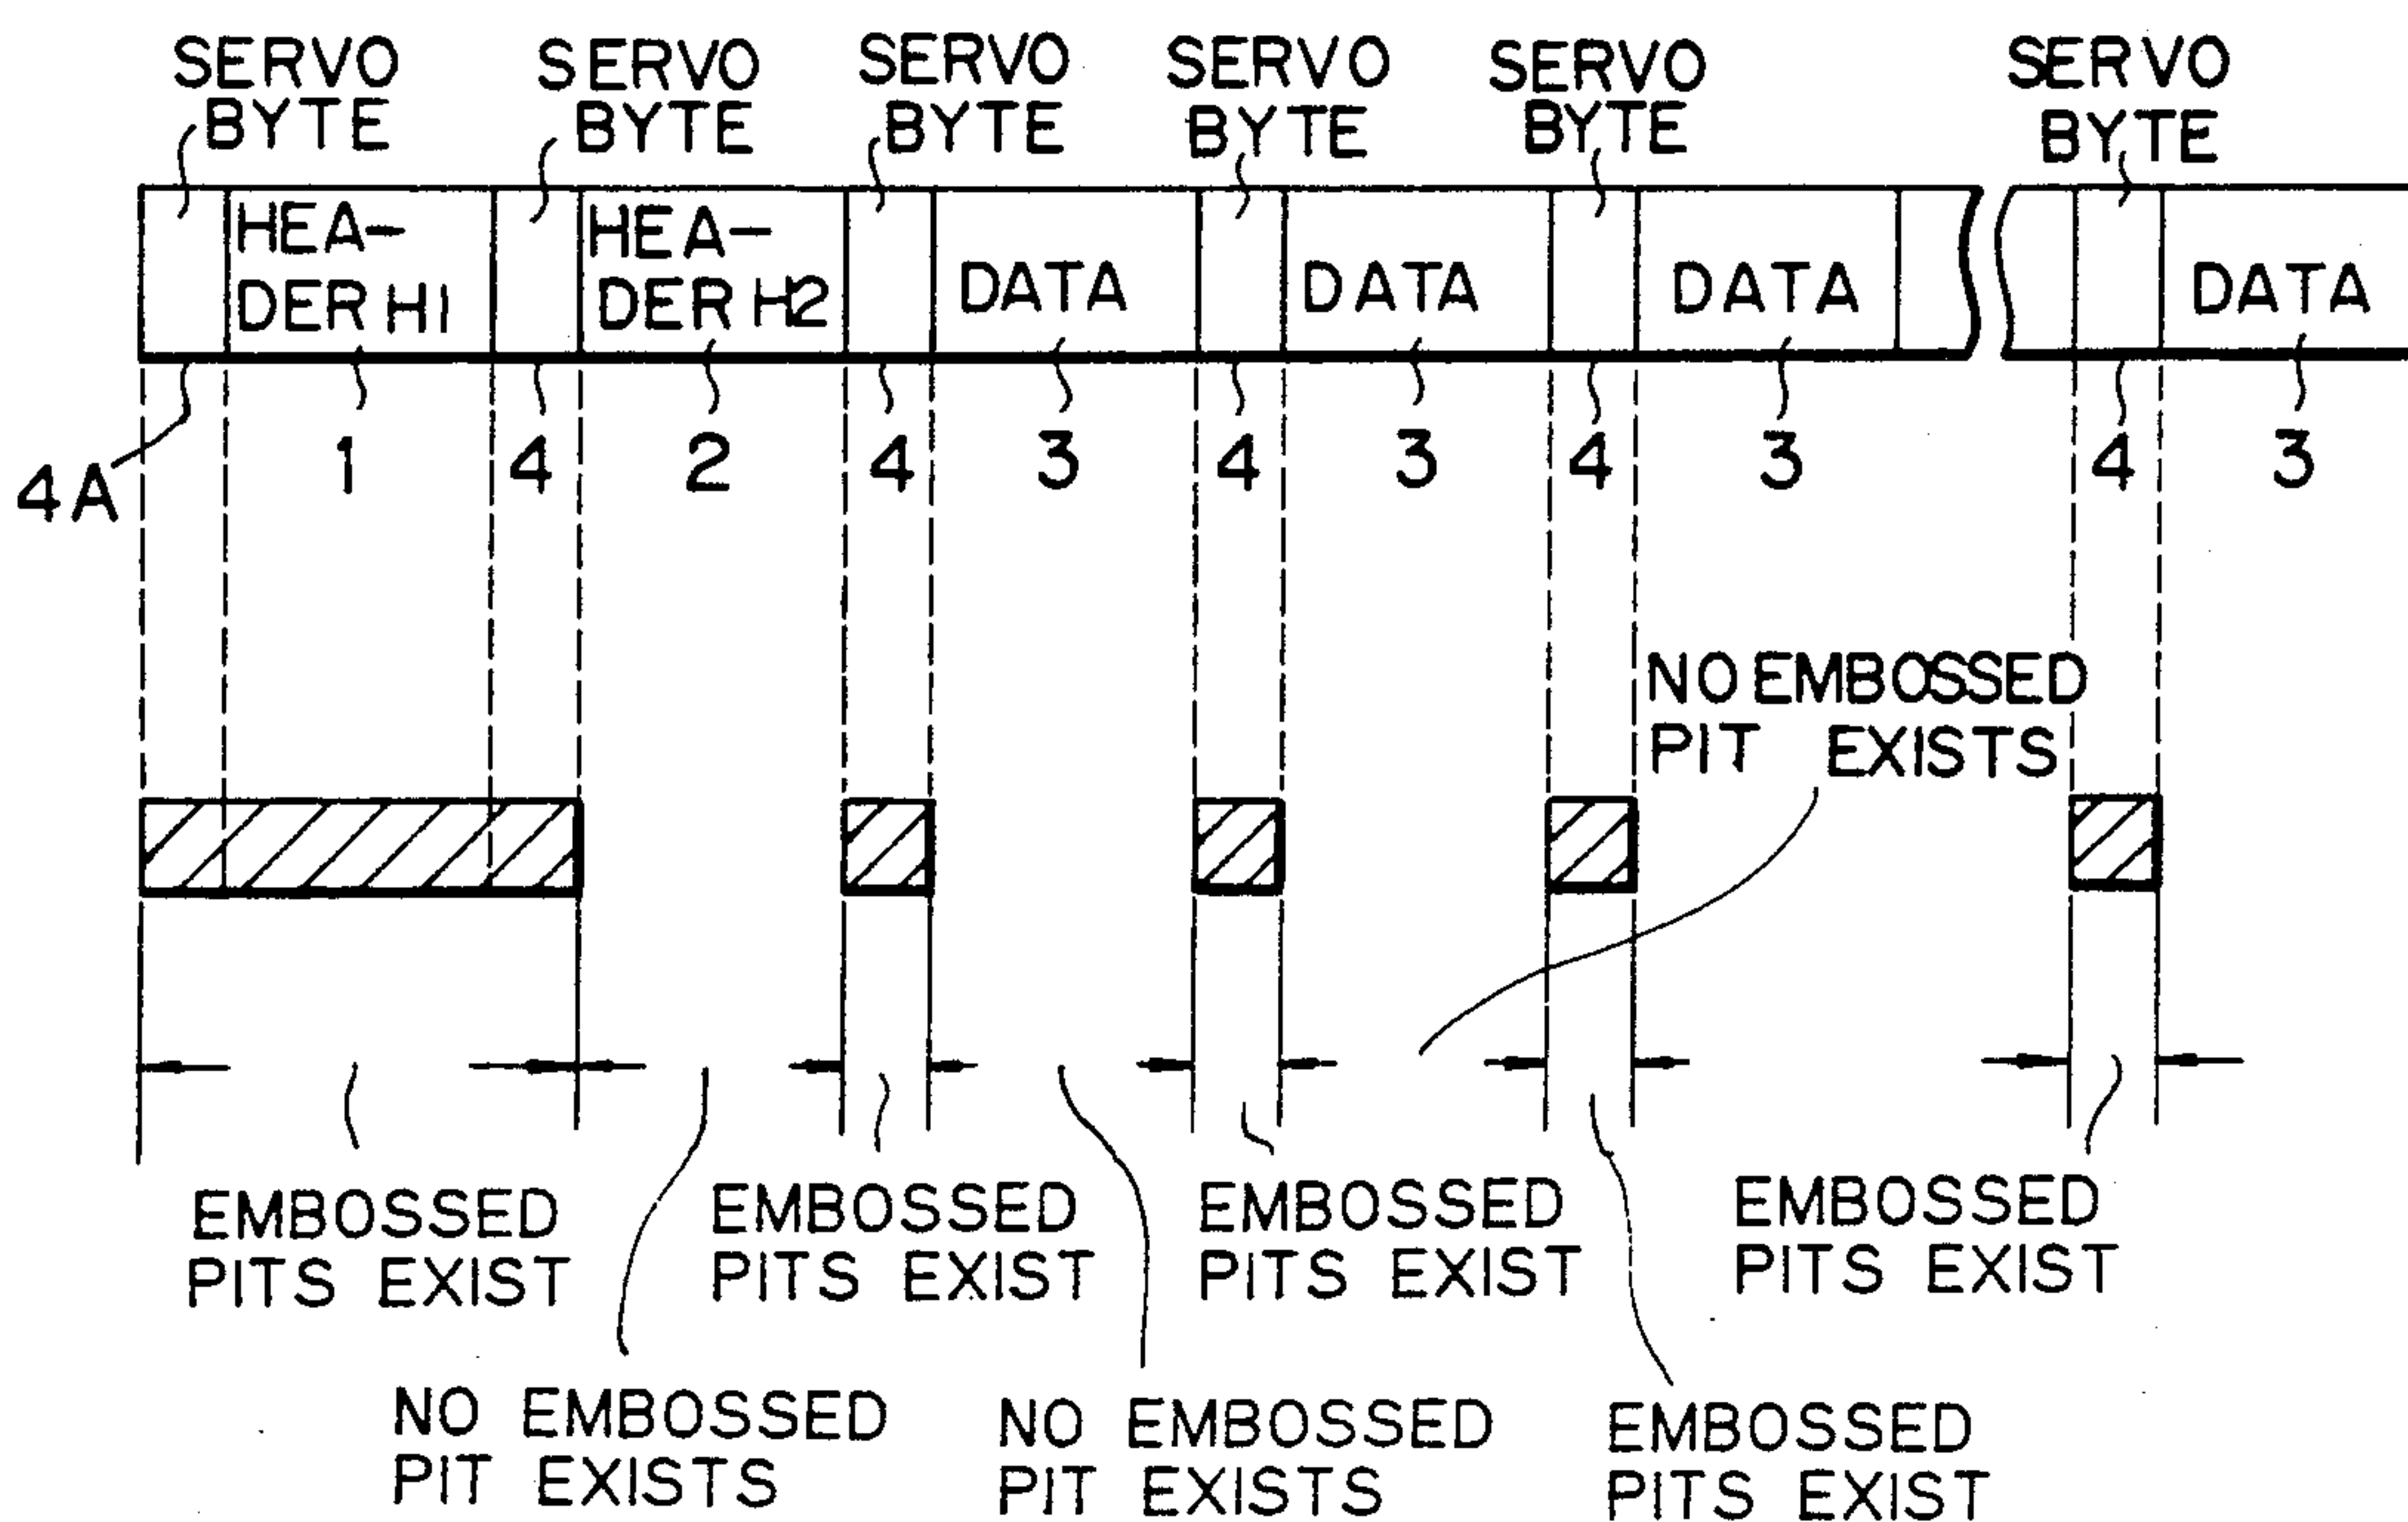 SERVO
BYTE
SERVO
BYTE
SERVO
BYTE
SERVO
BYTE
SERVO
BYTE
SERVO
BYTE
HEA-
DER H1
HEA-
DER H2
DATA
DATA
DATA
DATA
4A
1
4
2
4
3
4
3
4
3
4
3
NO EMBOSSED
PIT EXISTS
EMBOSSED
PITS EXIST
EMBOSSED
PITS EXIST
EMBOSSED
PITS EXIST
EMBOSSED
PITS EXIST
NO EMBOSSED
PIT EXISTS
NO EMBOSSED
PIT EXISTS
EMBOSSED
PITS EXIST